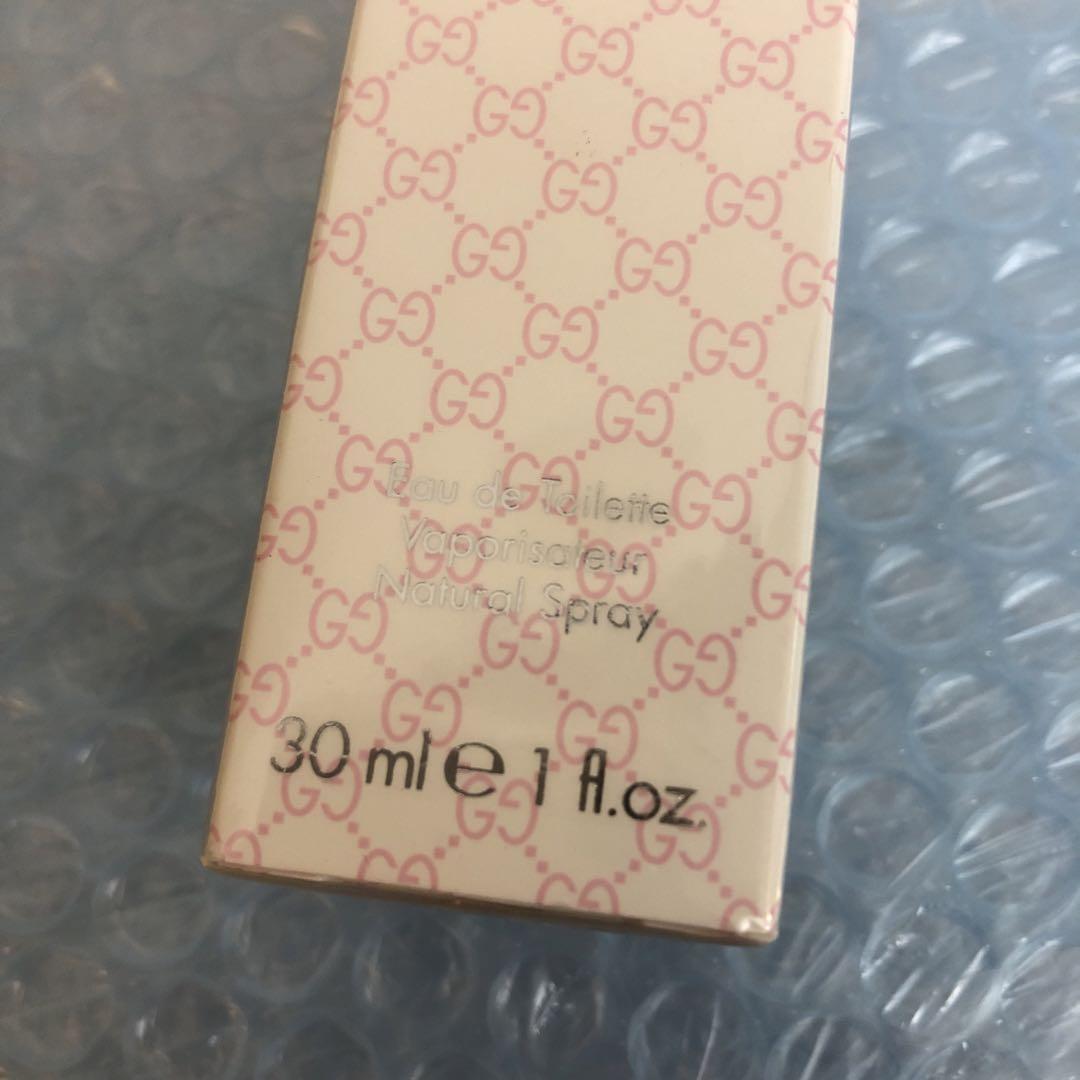 Eau de Toilette
Vaporisateur
Natural Spray
30 ml e 1 fl.oz.